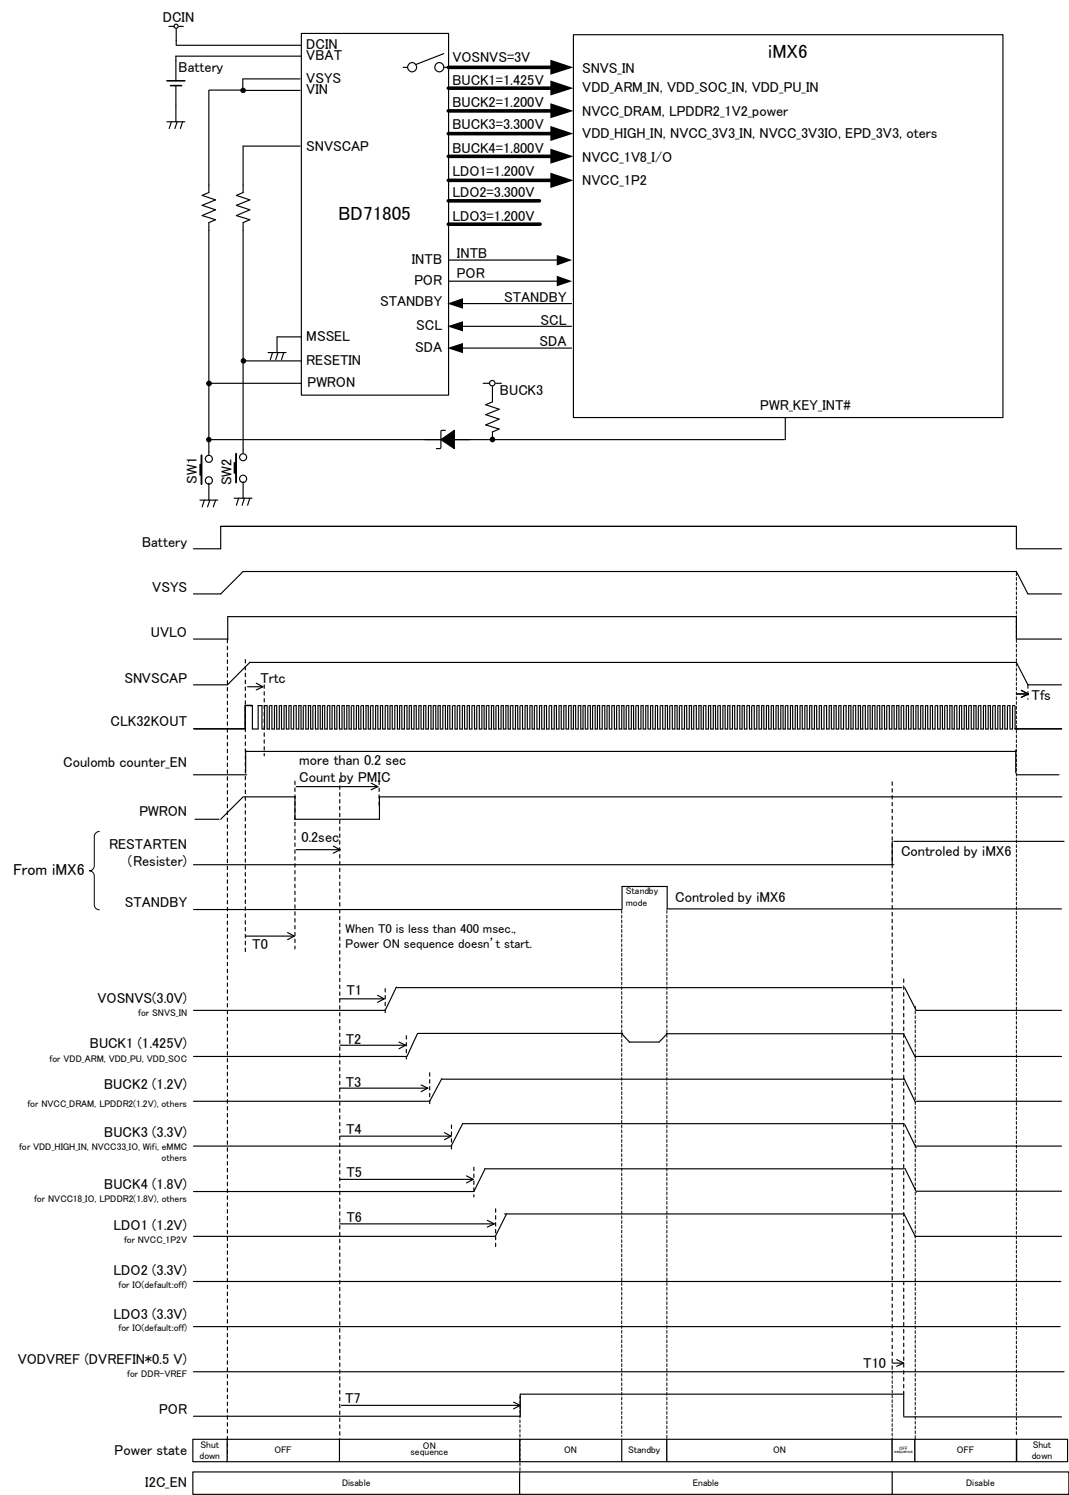 DCIN
DCIN
VBAT
Battery
VSYS
VIN
SNVSCAP
BD71805
INTB
POR
STANDBY
SCL
SDA
MSSEL
RESETIN
PWRON
VOSNVS=3V
BUCK1=1.425V
BUCK2=1.200V
BUCK3=3.300V
BUCK4=1.800V
LDO1=1.200V
LDO2=3.300V
LDO3=1.200V
INTB
POR
STANDBY
SCL
SDA
iMX6
SNVS_IN
VDD_ARM_IN, VDD_SOC_IN, VDD_PU_IN
NVCC_DRAM, LPDDR2_1V2_power
VDD_HIGH_IN, NVCC_3V3_IN, NVCC_3V3IO, EPD_3V3, oters
NVCC_1V8_I/O
NVCC_1P2
PWR_KEY_INT#
BUCK3
SW1
SW2
Battery
VSYS
UVLO
SNVSCAP
Trtc
Tfs
CLK32KOUT
Coulomb counter_EN
more than 0.2 sec
Count by PMIC
PWRON
0.2sec
From iMX6
RESTARTEN
(Resister)
Controled by iMX6
STANDBY
Standby
mode
Controled by iMX6
T0
When T0 is less than 400 msec.,
Power ON sequence doesn't start.
VOSNVS(3.0V)
for SNVS_IN
T1
BUCK1 (1.425V)
for VDD_ARM, VDD_PU, VDD_SOC
T2
BUCK2 (1.2V)
for NVCC_DRAM, LPDDR2(1.2V), others
T3
BUCK3 (3.3V)
for VDD_HIGH_IN, NVCC33_IO, Wifi, eMMC
others
T4
BUCK4 (1.8V)
for NVCC18_IO, LPDDR2(1.8V), others
T5
LDO1 (1.2V)
for NVCC_1P2V
T6
LDO2 (3.3V)
for IO(default:off)
LDO3 (3.3V)
for IO(default:off)
VODVREF (DVREFIN*0.5 V)
for DDR-VREF
T10
POR
T7
Power state
Shut
down
OFF
ON
sequence
ON
Standby
ON
OFF
sequence
OFF
Shut
down
I2C_EN
Disable
Enable
Disable